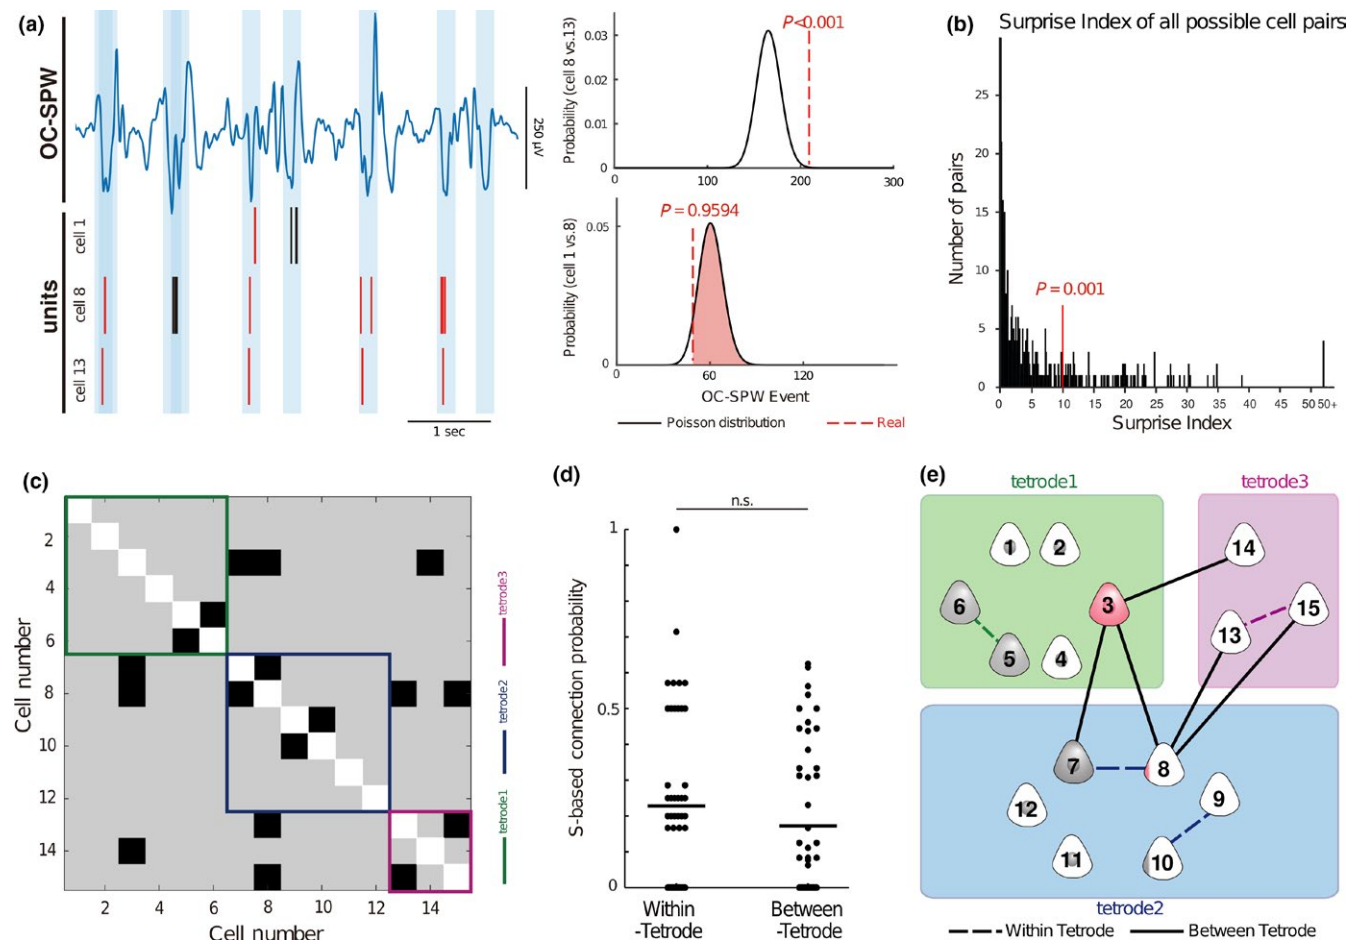 (a)
OC-SPW
250 µV
units
cell 1
cell 8
cell 13
1 sec
Probability (cell 8 vs.13)
0.03
0.02
0.01
0
P<0.001
0
100
200
300
Probability (cell 1 vs.8)
0.05
0
P = 0.9594
0
60
120
OC-SPW Event
Poisson distribution
Real
(b)
Surprise Index of all possible cell pairs
Number of pairs
25
20
15
10
5
0
P = 0.001
0 5 10 15 20 25 30 35 40 45 50 50+
Surprise Index
(c)
Cell number
2
4
6
8
10
12
14
2 4 6 8 10 12 14
Cell number
tetrode3
tetrode2
tetrode1
(d)
n.s.
S-based connection probability
1
0.5
0
Within
-Tetrode
Between
-Tetrode
(e)
tetrode1
tetrode3
1
2
14
6
3
15
13
5
4
7
8
9
12
11
10
tetrode2
Within Tetrode
Between Tetrode